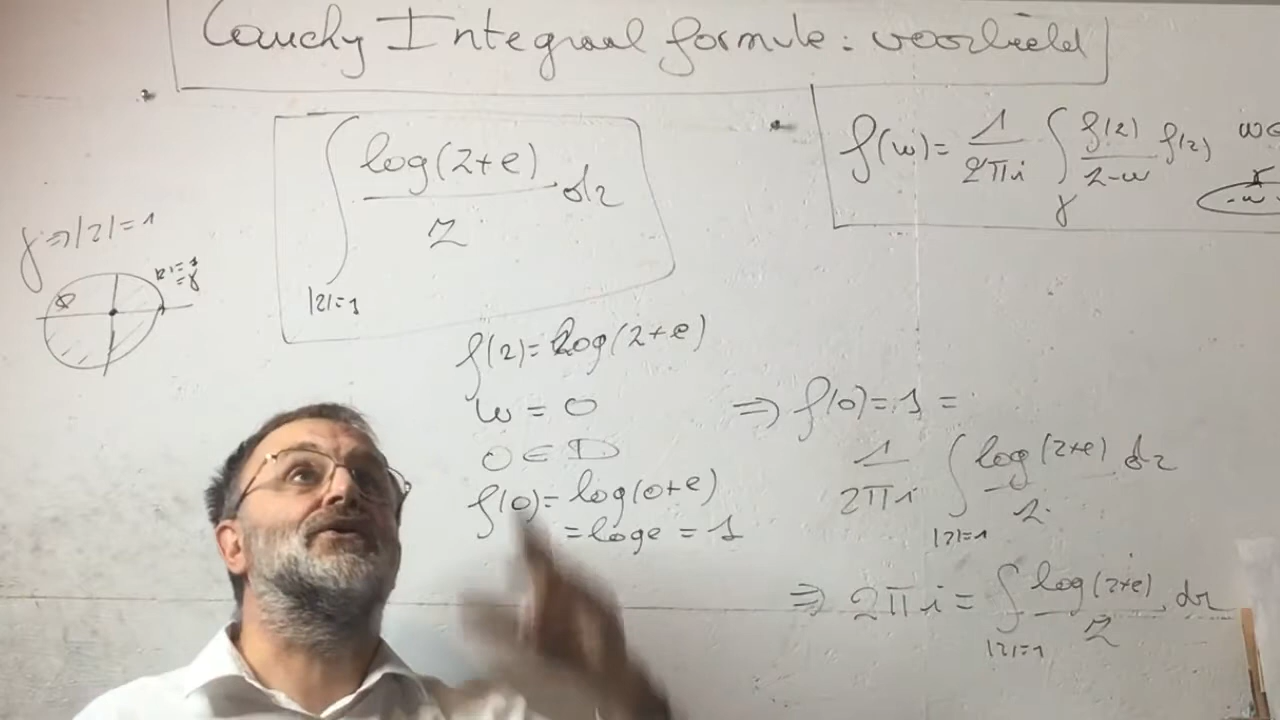 Cauchy Integraal formule: voorbeeld
∫ log(z+e) / z dz
|z|=1
f(w) = 1/2πi ∫γ f(z)/z-w f(z) w∈
γ
-w
γ ⇒ |z|=1
|z|=1
=γ
f(z) = Log(z+e)
w = 0
0 ∈ D
f(0) = log(0+e)
= log e = 1
⇒ f(0) = 1 =
1/2πi ∫ log(z+e)/z dz
|z|=1
⇒ 2πi = ∫ log(z+e)/z dz
|z|=1